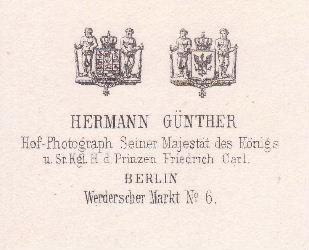 HERMANN GÜNTHER
Hof-Photograph Seiner Majestät des Königs
u. Sr. Kgl. H. d. Prinzen Friedrich Carl.
BERLIN
Werderscher Markt No 6.